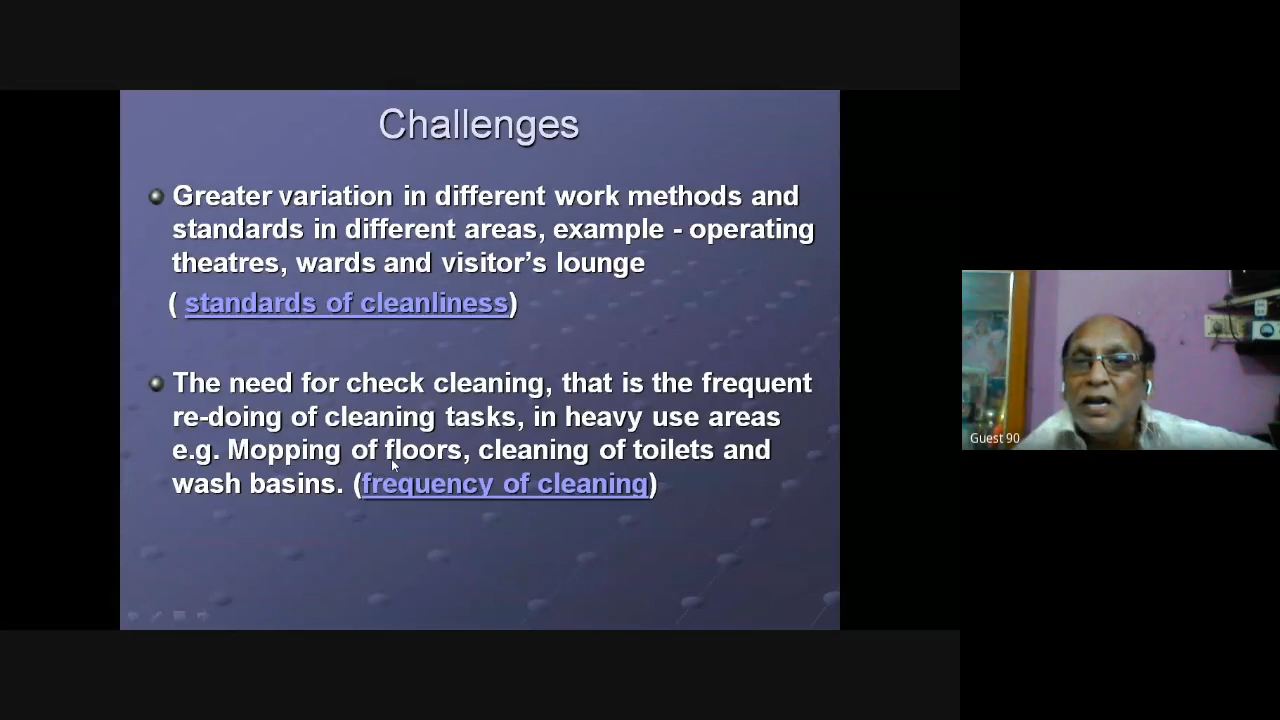 Challenges
Greater variation in different work methods and
standards in different areas, example - operating
theatres, wards and visitor's lounge
( standards of cleanliness)
The need for check cleaning, that is the frequent
re-doing of cleaning tasks, in heavy use areas
e.g. Mopping of floors, cleaning of toilets and
wash basins. (frequency of cleaning)
Guest 90